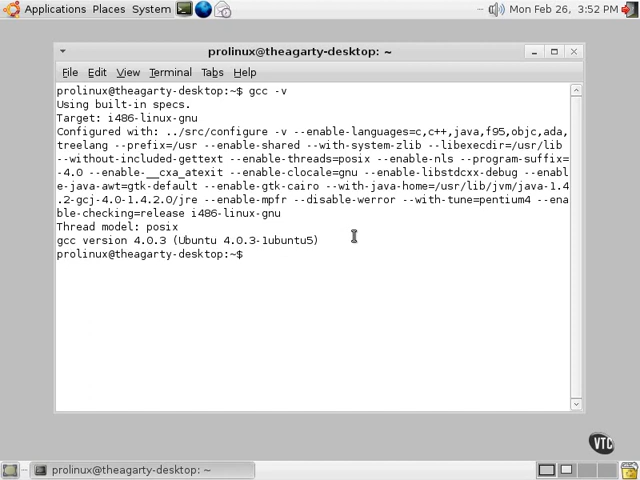 Applications Places System
Mon Feb 26, 3:52 PM
prolinux@theagarty-desktop: ~
File Edit View Terminal Tabs Help
prolinux@theagarty-desktop:~$ gcc -v
Using built-in specs.
Target: i486-linux-gnu
Configured with: ../src/configure -v --enable-languages=c,c++,java,f95,objc,ada,
treelang --prefix=/usr --enable-shared --with-system-zlib --libexecdir=/usr/lib
--without-included-gettext --enable-threads=posix --enable-nls --program-suffix=
-4.0 --enable-__cxa_atexit --enable-clocale=gnu --enable-libstdcxx-debug --enabl
e-java-awt=gtk-default --enable-gtk-cairo --with-java-home=/usr/lib/jvm/java-1.4
.2-gcj-4.0-1.4.2.0/jre --enable-mpfr --disable-werror --with-tune=pentium4 --ena
ble-checking=release i486-linux-gnu
Thread model: posix
gcc version 4.0.3 (Ubuntu 4.0.3-1ubuntu5)
prolinux@theagarty-desktop:~$
VTC
prolinux@theagarty-desktop: ~